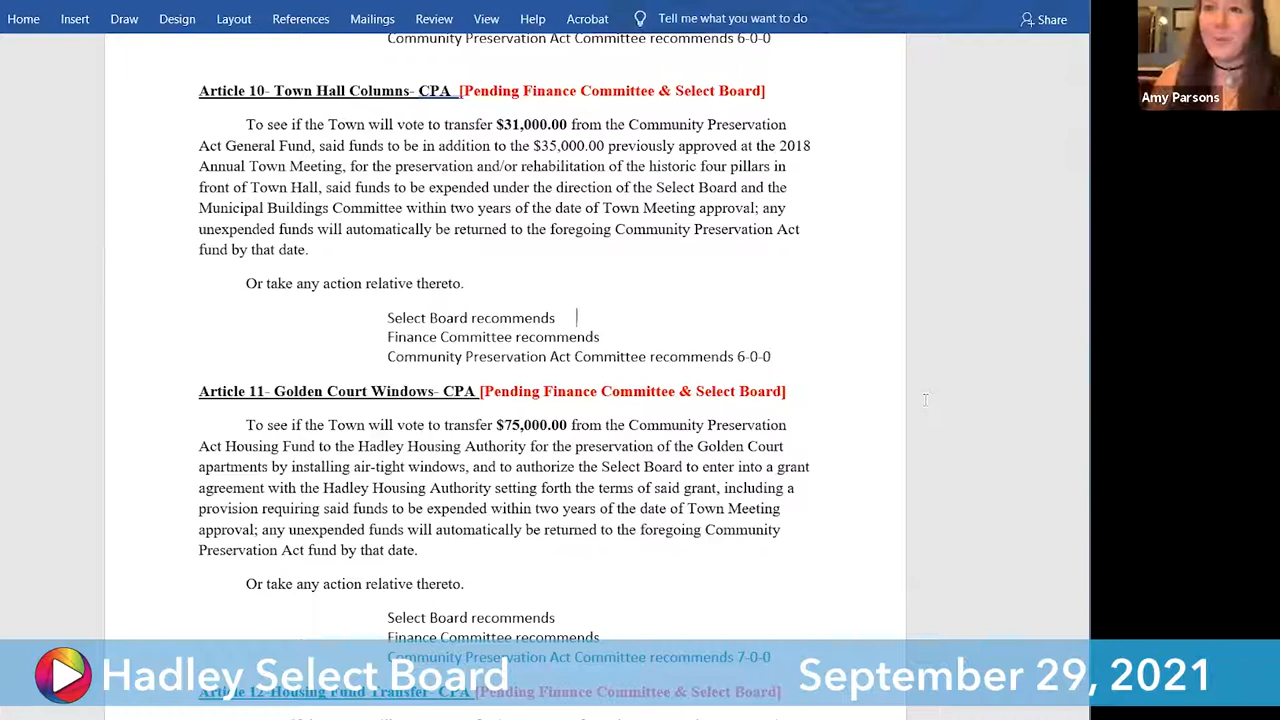 Home Insert Draw Design Layout References Mailings Review View Help Acrobat Tell me what you want to do Share
Community Preservation Act Committee recommends 6-0-0
Amy Parsons
Article 10- Town Hall Columns- CPA [Pending Finance Committee & Select Board]
To see if the Town will vote to transfer $31,000.00 from the Community Preservation
Act General Fund, said funds to be in addition to the $35,000.00 previously approved at the 2018
Annual Town Meeting, for the preservation and/or rehabilitation of the historic four pillars in
front of Town Hall, said funds to be expended under the direction of the Select Board and the
Municipal Buildings Committee within two years of the date of Town Meeting approval; any
unexpended funds will automatically be returned to the foregoing Community Preservation Act
fund by that date.
Or take any action relative thereto.
Select Board recommends
Finance Committee recommends
Community Preservation Act Committee recommends 6-0-0
Article 11- Golden Court Windows- CPA [Pending Finance Committee & Select Board]
To see if the Town will vote to transfer $75,000.00 from the Community Preservation
Act Housing Fund to the Hadley Housing Authority for the preservation of the Golden Court
apartments by installing air-tight windows, and to authorize the Select Board to enter into a grant
agreement with the Hadley Housing Authority setting forth the terms of said grant, including a
provision requiring said funds to be expended within two years of the date of Town Meeting
approval; any unexpended funds will automatically be returned to the foregoing Community
Preservation Act fund by that date.
Or take any action relative thereto.
Select Board recommends
Finance Committee recommends
Community Preservation Act Committee recommends 7-0-0
Hadley Select Board September 29, 2021
Article 12-Housing Fund Transfer- CPA [Pending Finance Committee & Select Board]